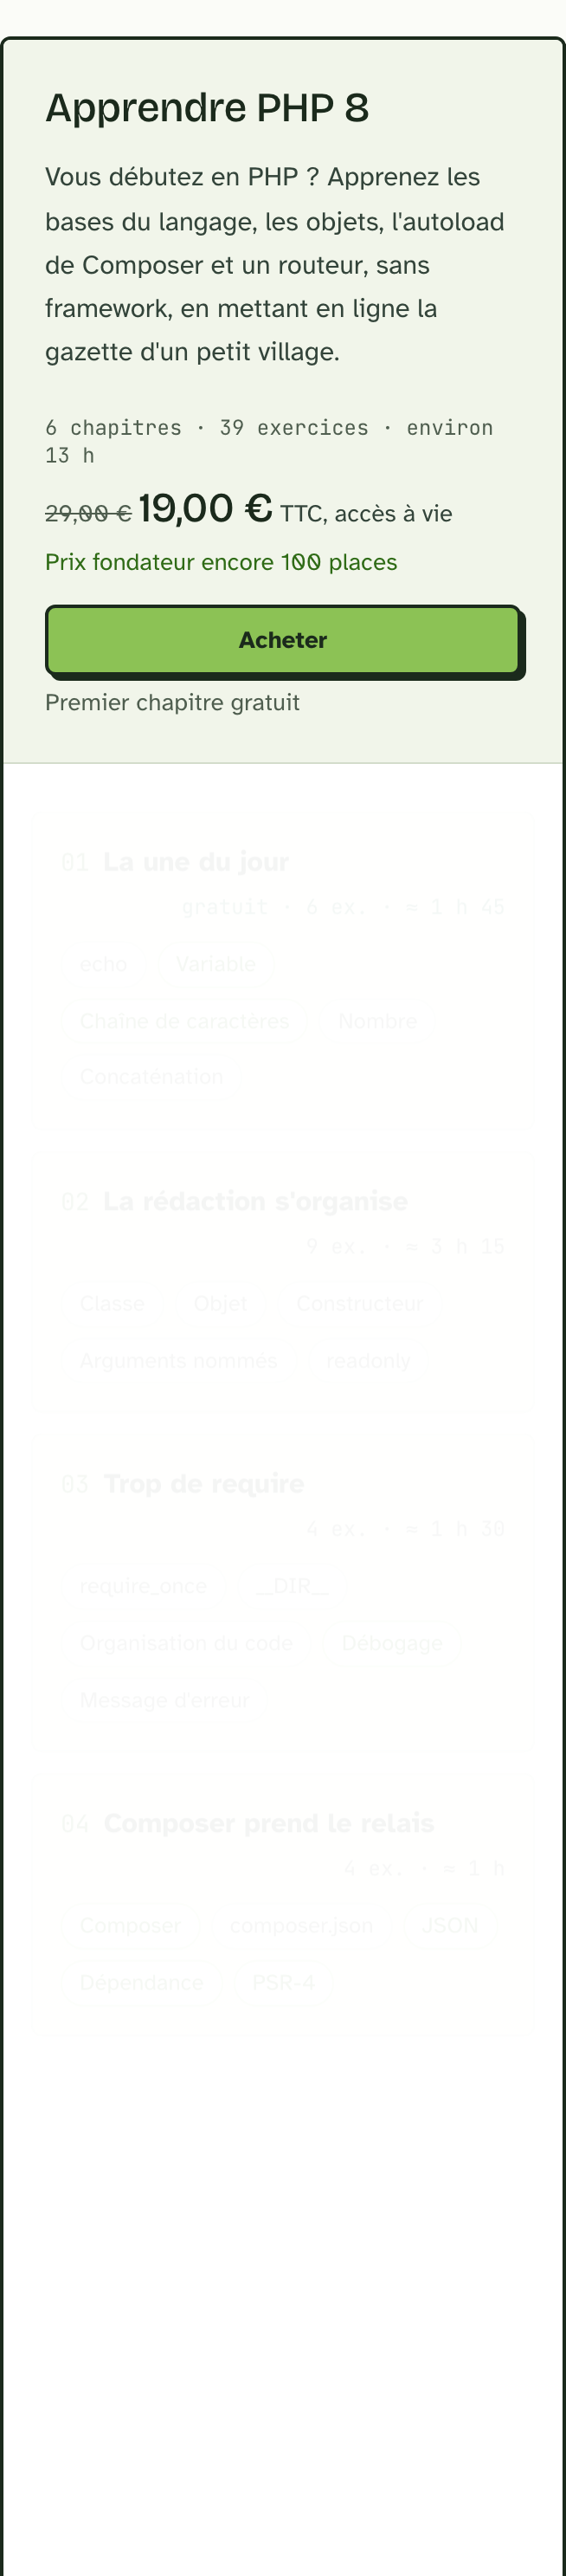 Apprendre PHP 8
Vous débutez en PHP ? Apprenez les
bases du langage, les objets, l'autoload
de Composer et un routeur, sans
framework, en mettant en ligne la
gazette d'un petit village.
6 chapitres · 39 exercices · environ
13 h
29,00 € 19,00 € TTC, accès à vie
Prix fondateur encore 100 places
Acheter
Premier chapitre gratuit
01 La une du jour
gratuit · 6 ex. · ≈ 1 h 45
echo Variable
Chaîne de caractères Nombre
Concaténation
02 La rédaction s'organise
9 ex. · ≈ 3 h 15
Classe Objet Constructeur
Arguments nommés readonly
03 Trop de require
4 ex. · ≈ 1 h 30
require_once __DIR__
Organisation du code Débogage
Message d'erreur
04 Composer prend le relais
4 ex. · ≈ 1 h
Composer composer.json JSON
Dépendance PSR-4